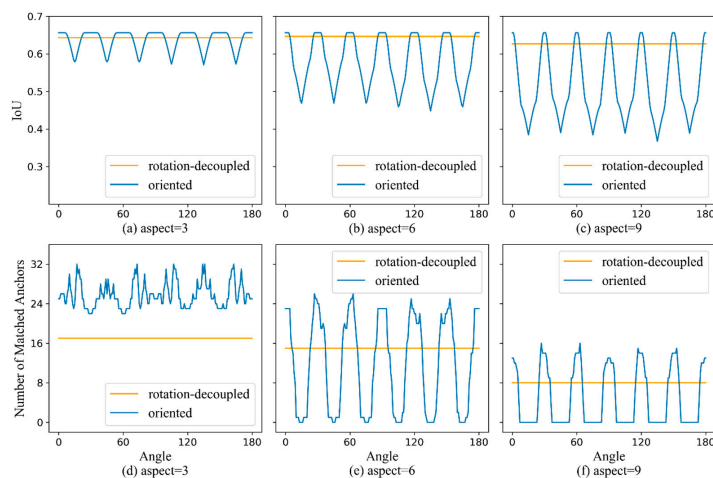 0.7
0.6
0.5
0.4
0.3
IoU
rotation-decoupled
oriented
0 60 120 180
(a) aspect=3
rotation-decoupled
oriented
0 60 120 180
(b) aspect=6
rotation-decoupled
oriented
0 60 120 180
(c) aspect=9
32
24
16
8
0
Number of Matched Anchors
rotation-decoupled
oriented
0 60 120 180
Angle
(d) aspect=3
rotation-decoupled
oriented
0 60 120 180
Angle
(e) aspect=6
rotation-decoupled
oriented
0 60 120 180
Angle
(f) aspect=9